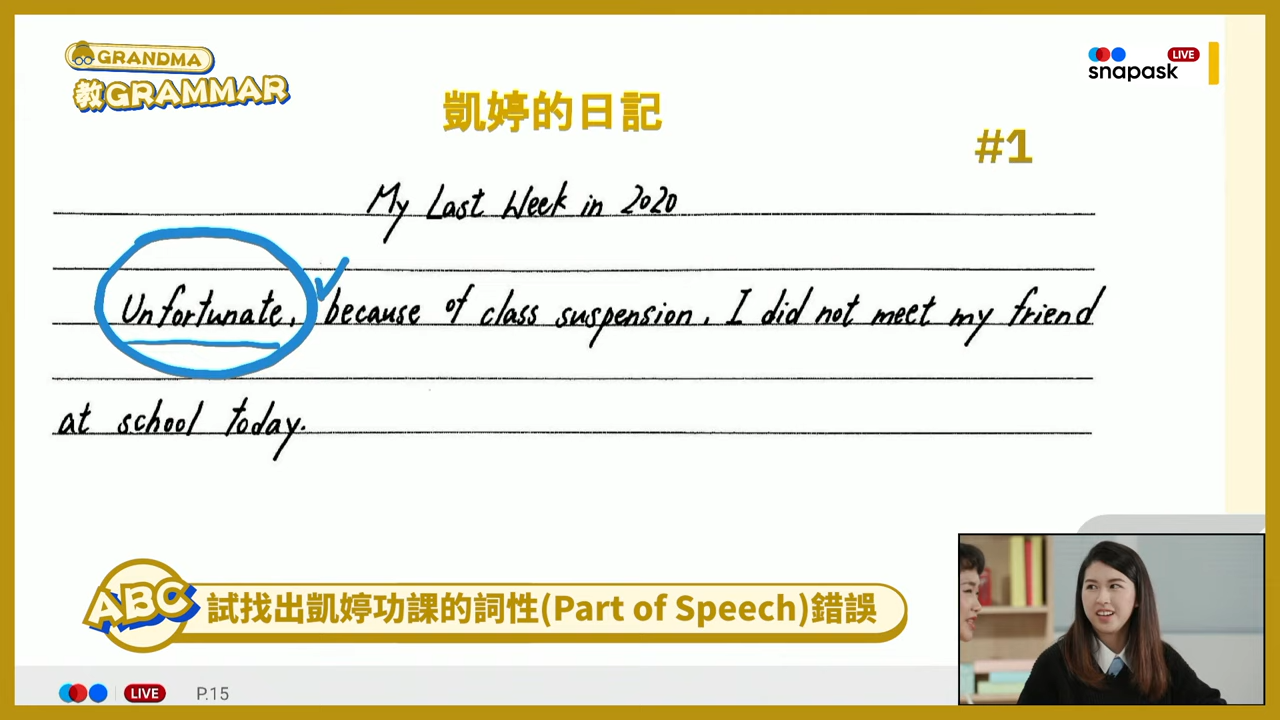 GRANDMA
教GRAMMAR
LIVE
snapask
凱婷的日記
#1
My Last Week in 2020
Unfortunate, because of class suspension, I did not meet my friend
at school today.
ABC
試找出凱婷功課的詞性(Part of Speech)錯誤
LIVE
P.15